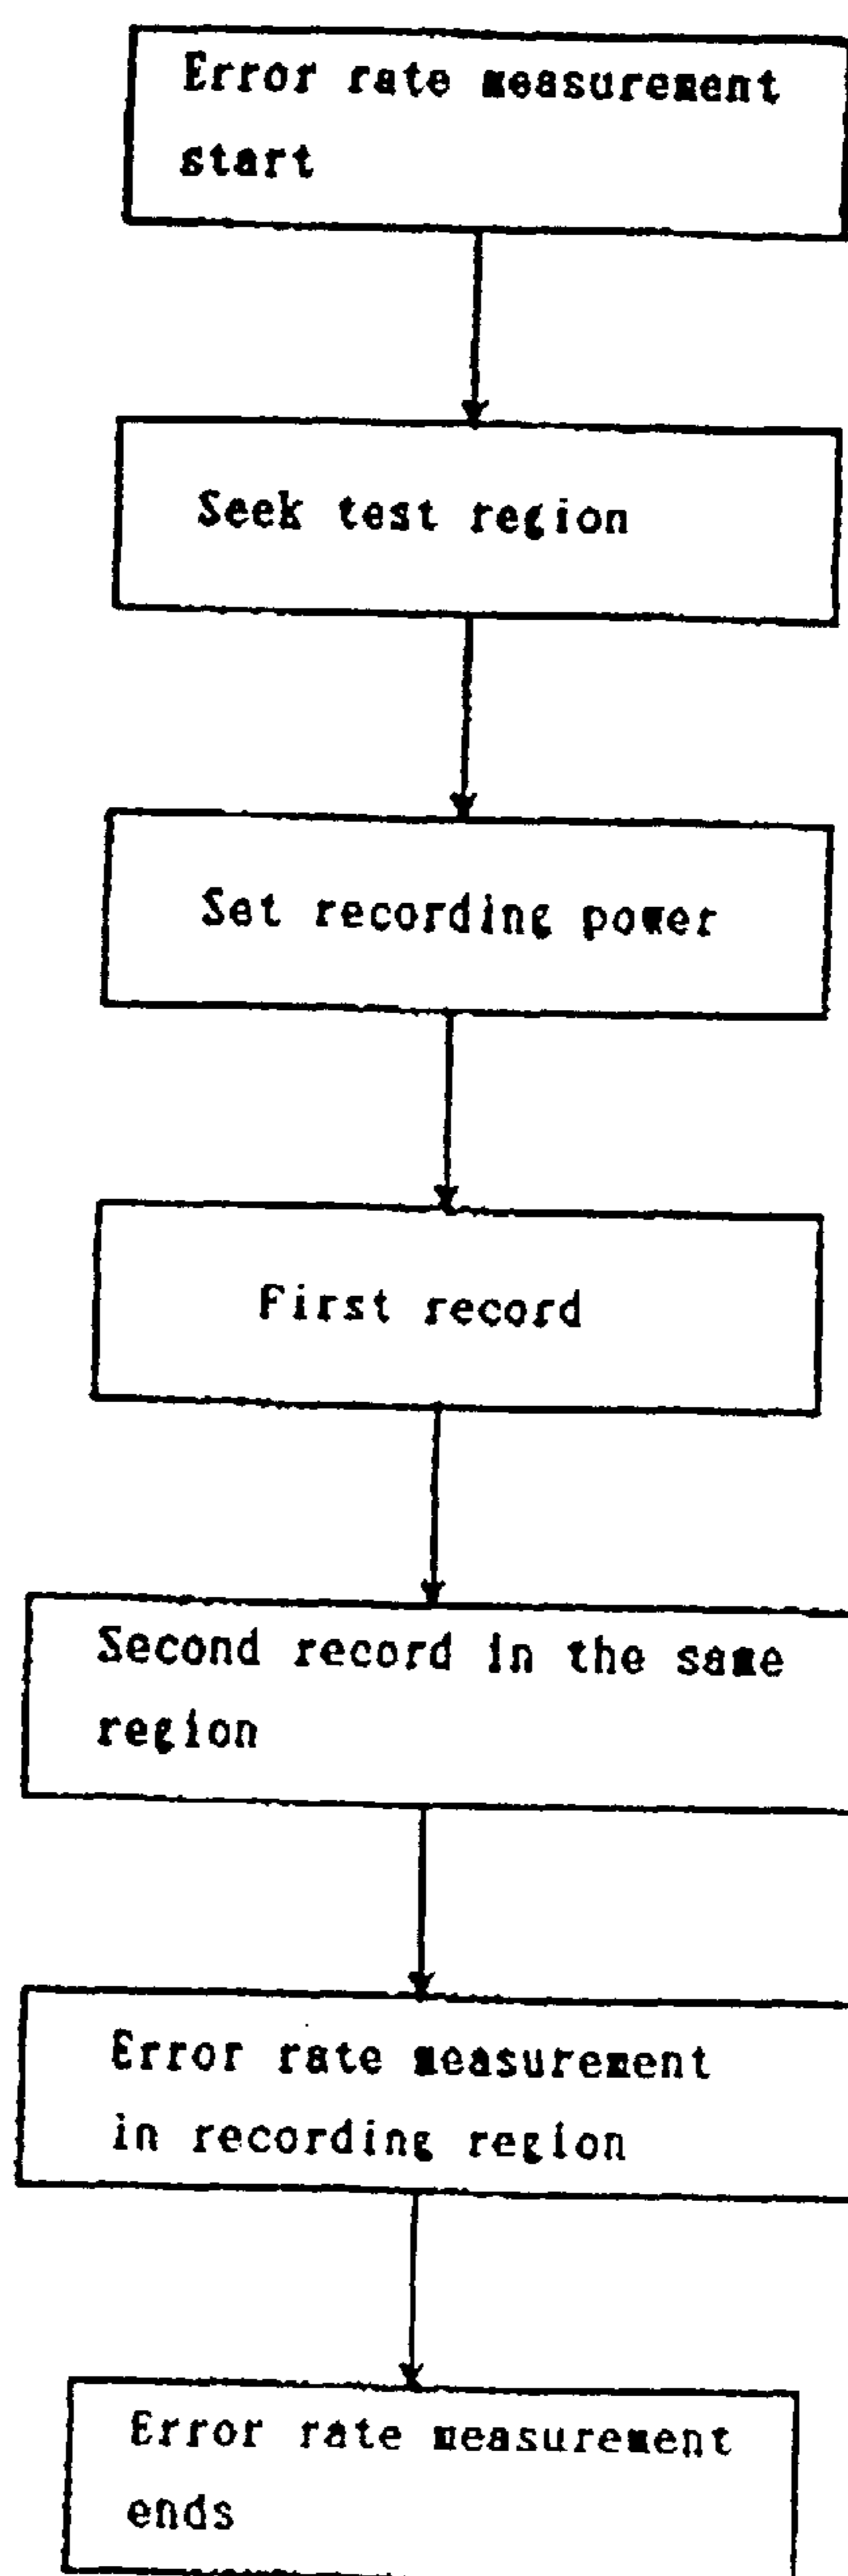 Error rate measurement
start
Seek test region
Set recording power
First record
Second record in the same
region
Error rate measurement
in recording region
Error rate measurement
ends